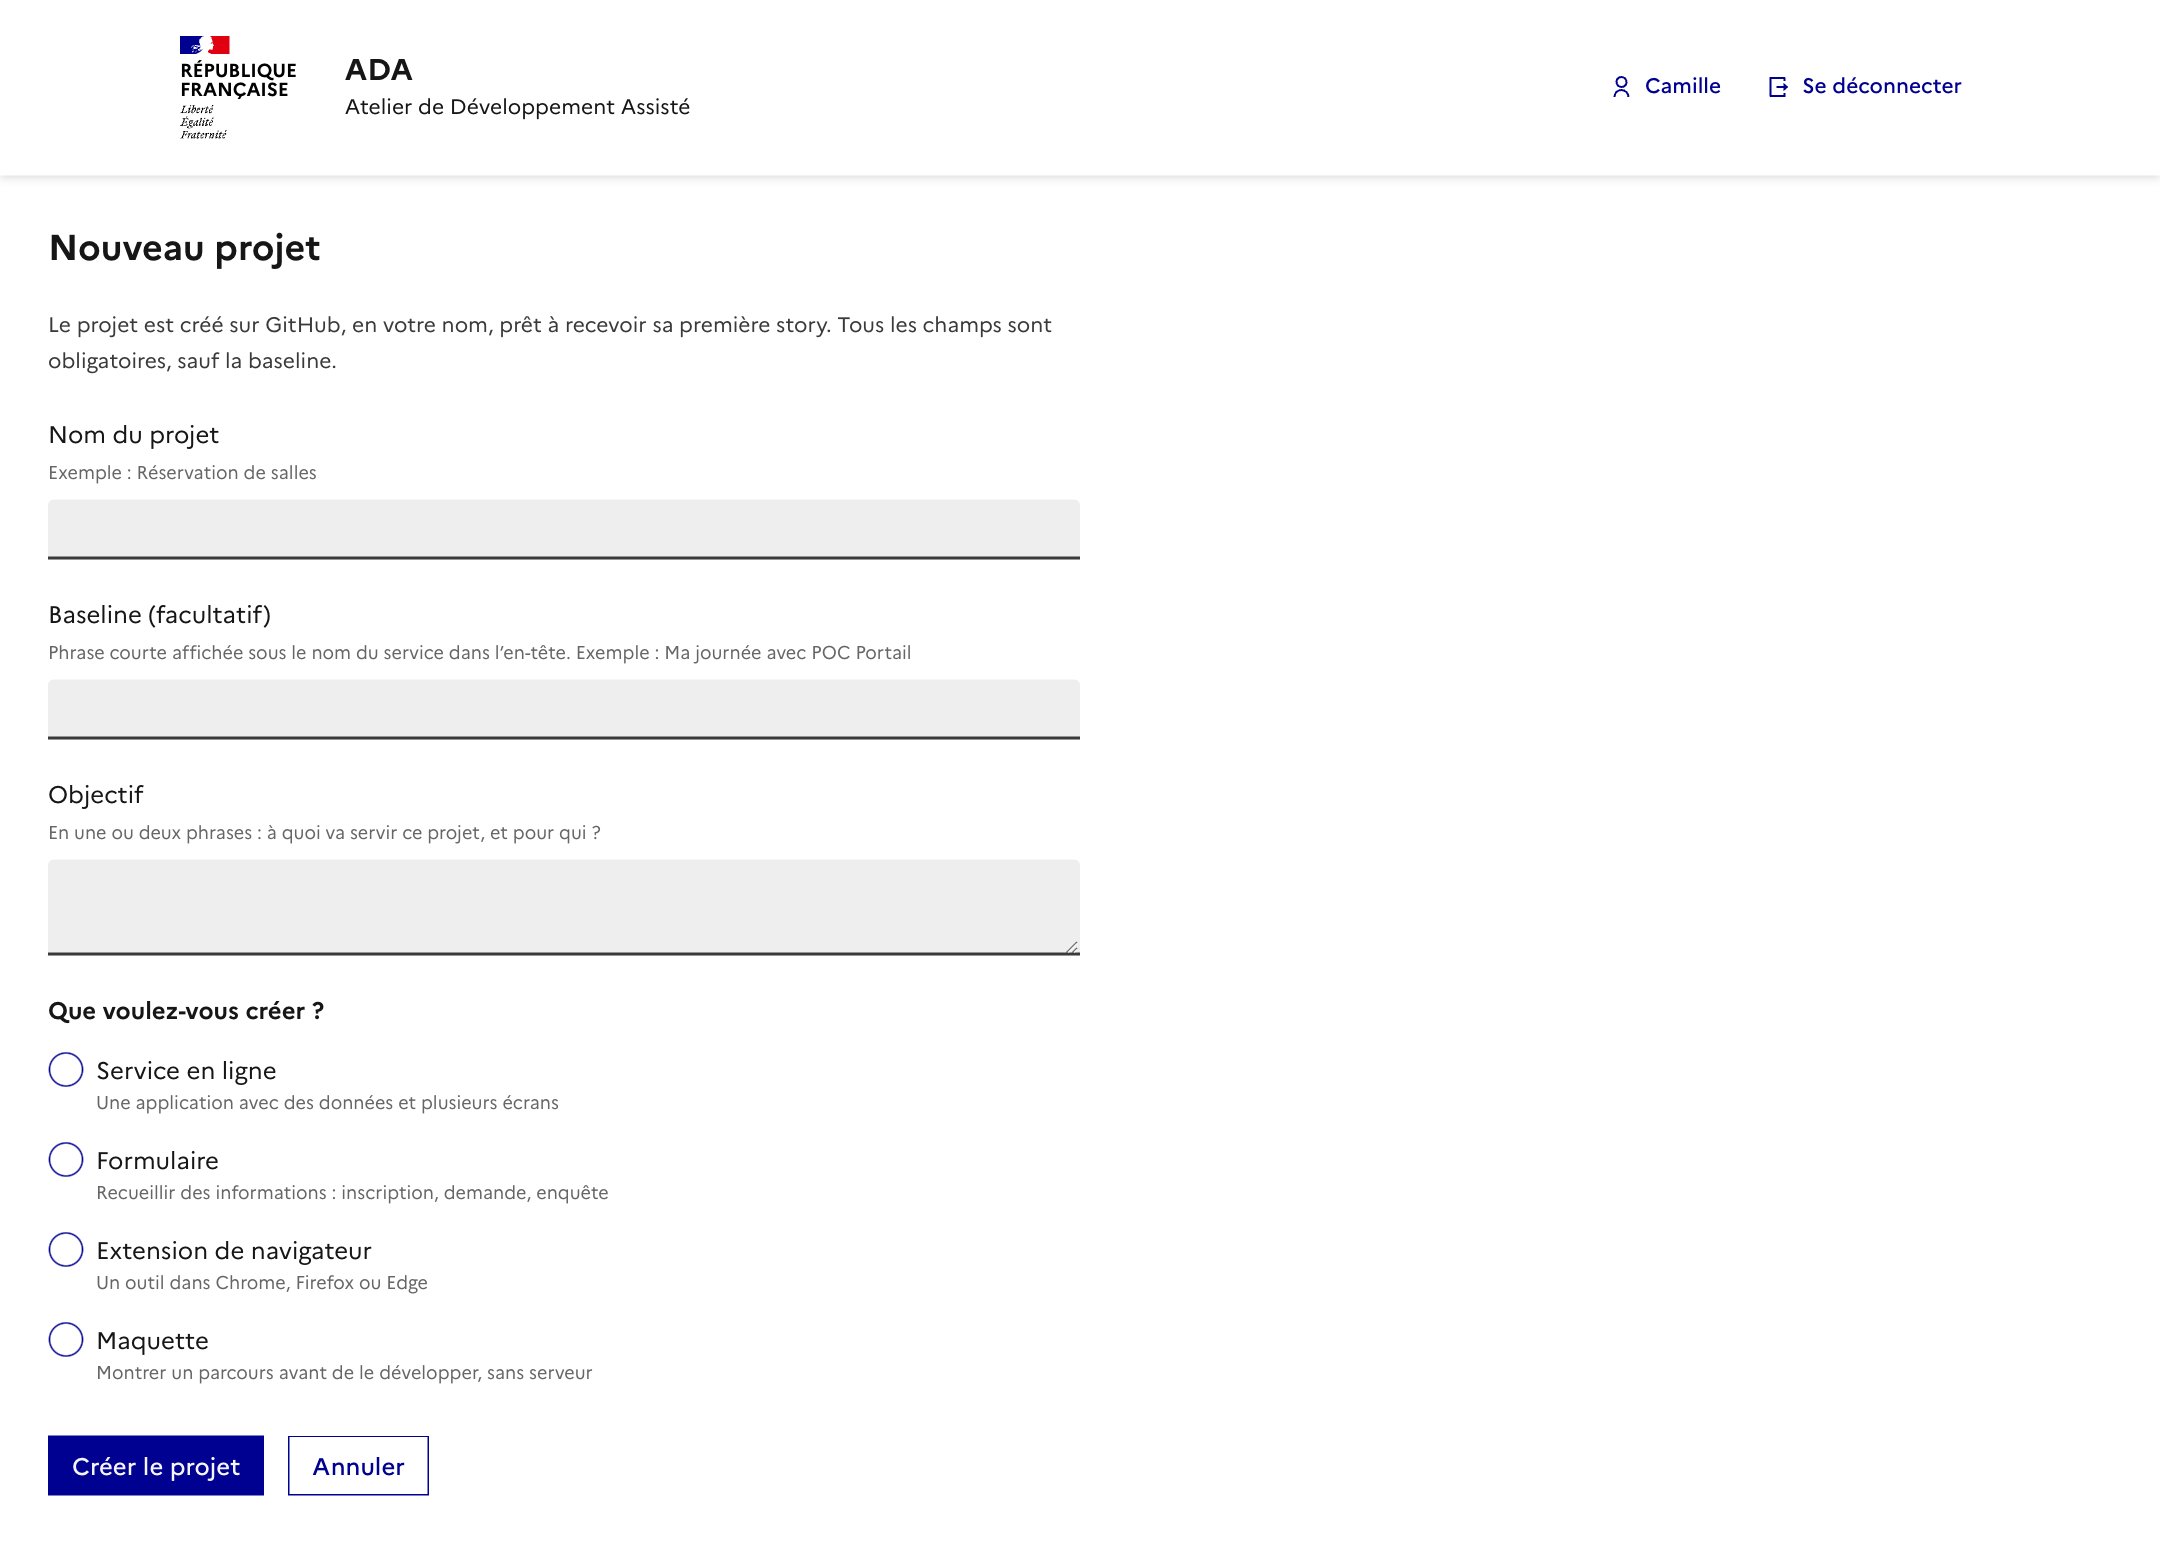 RÉPUBLIQUE
FRANÇAISE
Liberté
Égalité
Fraternité
ADA
Atelier de Développement Assisté
Camille
Se déconnecter
Nouveau projet
Le projet est créé sur GitHub, en votre nom, prêt à recevoir sa première story. Tous les champs sont
obligatoires, sauf la baseline.
Nom du projet
Exemple : Réservation de salles
Baseline (facultatif)
Phrase courte affichée sous le nom du service dans l’en-tête. Exemple : Ma journée avec POC Portail
Objectif
En une ou deux phrases : à quoi va servir ce projet, et pour qui ?
Que voulez-vous créer ?
Service en ligne
Une application avec des données et plusieurs écrans
Formulaire
Recueillir des informations : inscription, demande, enquête
Extension de navigateur
Un outil dans Chrome, Firefox ou Edge
Maquette
Montrer un parcours avant de le développer, sans serveur
Créer le projet
Annuler